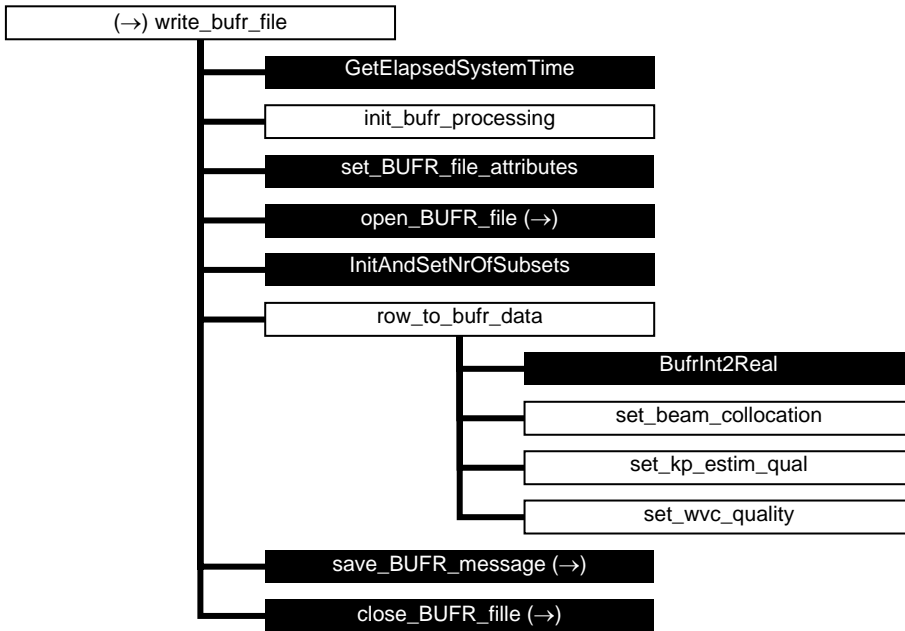 (→) write_bufr_file
GetElapsedSystemTime
init_bufr_processing
set_BUFR_file_attributes
open_BUFR_file (→)
InitAndSetNrOfSubsets
row_to_bufr_data
BufrInt2Real
set_beam_collocation
set_kp_estim_qual
set_wvc_quality
save_BUFR_message (→)
close_BUFR_fille (→)